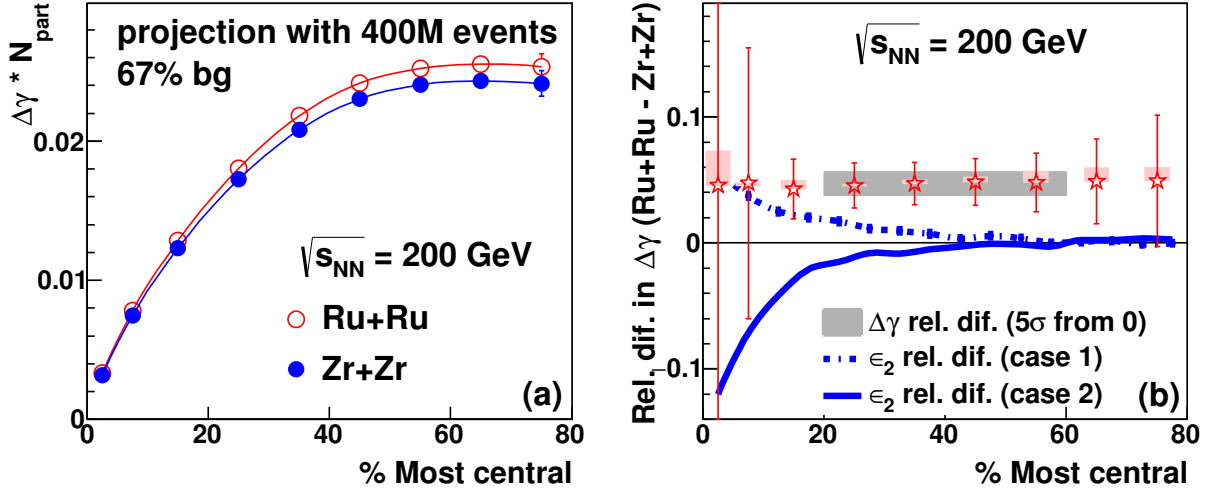 Δγ * N_part
0.02
0.01
0
projection with 400M events
67% bg
√s_NN = 200 GeV
Ru+Ru
Zr+Zr
(a)
0 20 40 60 80
% Most central
Rel. dif. in Δγ (Ru+Ru - Zr+Zr)
0.1
0
−0.1
√s_NN = 200 GeV
Δγ rel. dif. (5σ from 0)
ϵ₂ rel. dif. (case 1)
ϵ₂ rel. dif. (case 2)
(b)
0 20 40 60 80
% Most central